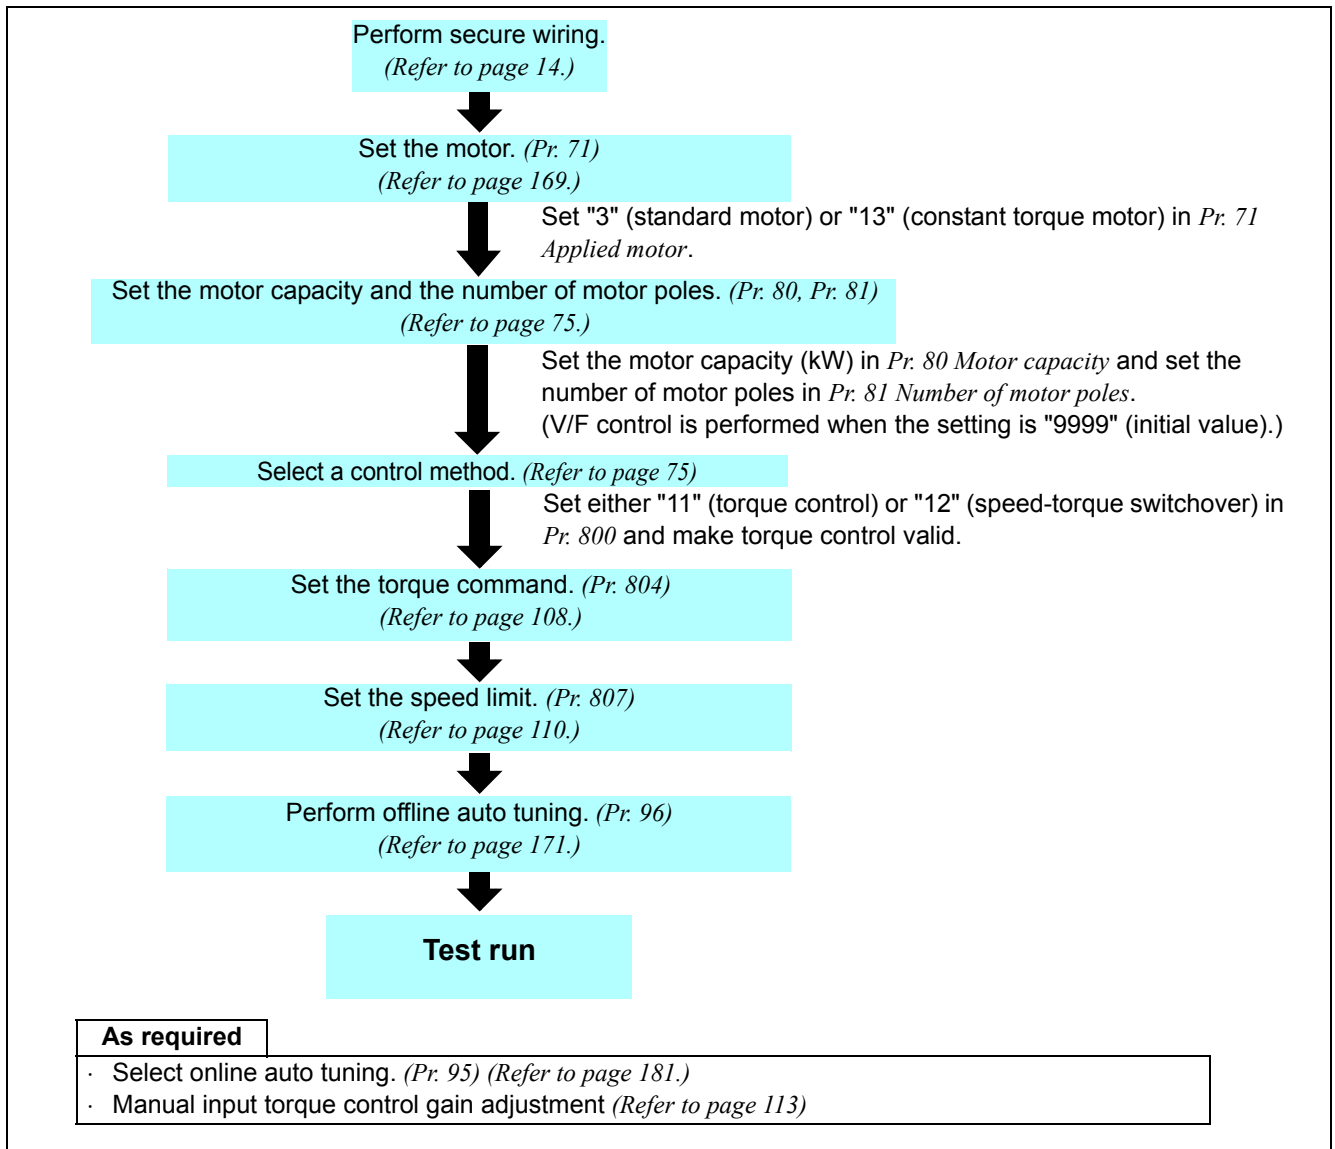 Perform secure wiring.
(Refer to page 14.)
Set the motor. (Pr. 71)
(Refer to page 169.)
Set "3" (standard motor) or "13" (constant torque motor) in Pr. 71
Applied motor.
Set the motor capacity and the number of motor poles. (Pr. 80, Pr. 81)
(Refer to page 75.)
Set the motor capacity (kW) in Pr. 80 Motor capacity and set the
number of motor poles in Pr. 81 Number of motor poles.
(V/F control is performed when the setting is "9999" (initial value).)
Select a control method. (Refer to page 75)
Set either "11" (torque control) or "12" (speed-torque switchover) in
Pr. 800 and make torque control valid.
Set the torque command. (Pr. 804)
(Refer to page 108.)
Set the speed limit. (Pr. 807)
(Refer to page 110.)
Perform offline auto tuning. (Pr. 96)
(Refer to page 171.)
Test run
As required
· Select online auto tuning. (Pr. 95) (Refer to page 181.)
· Manual input torque control gain adjustment (Refer to page 113)